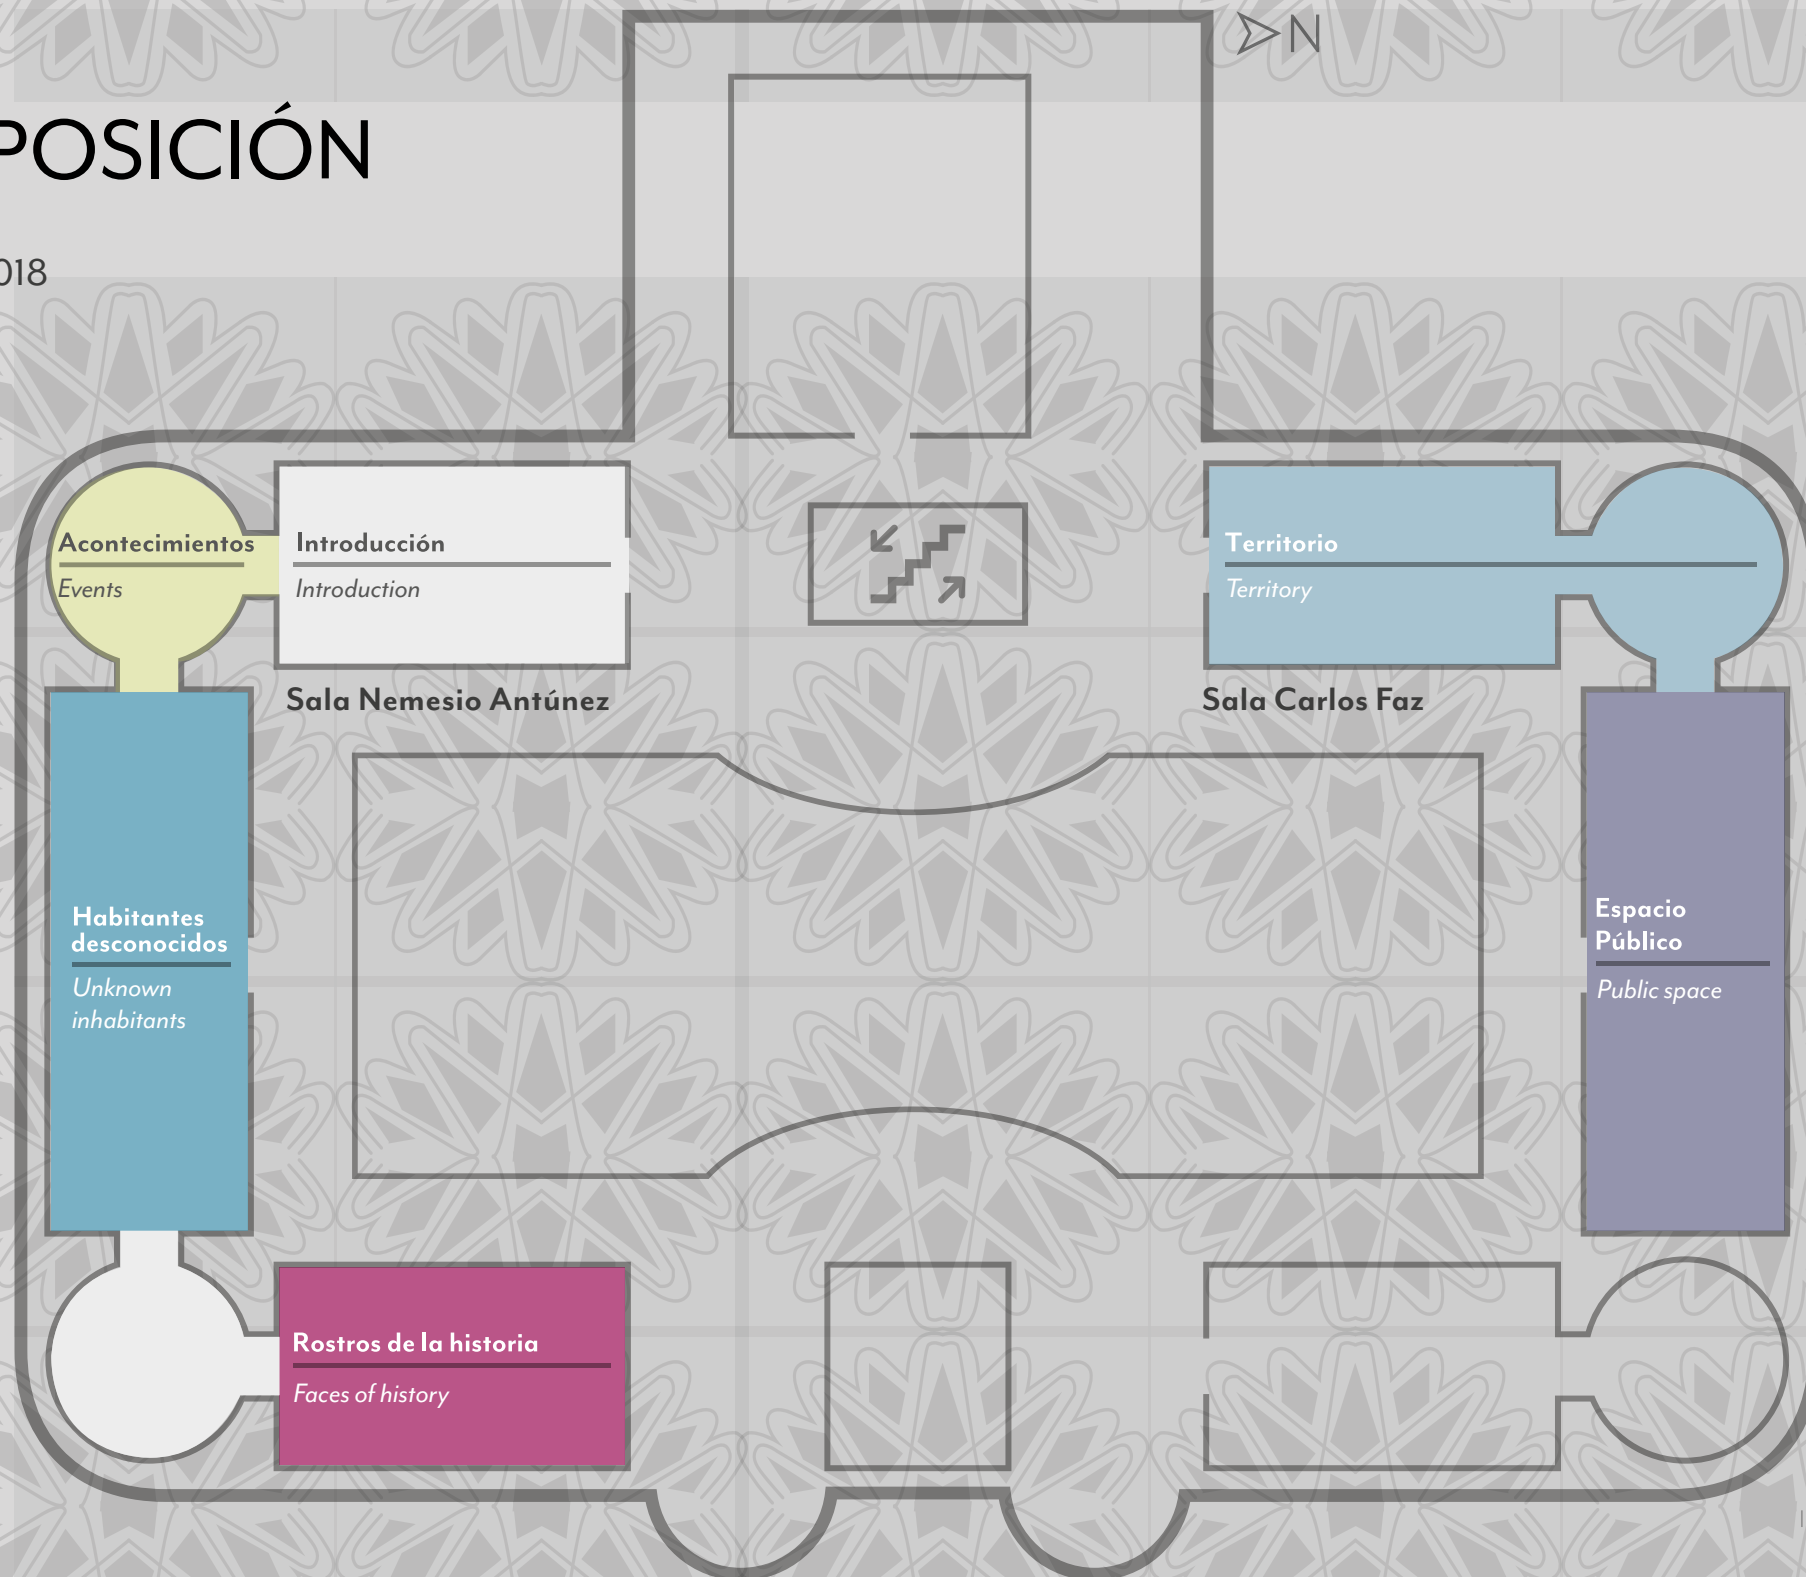 N
POSICIÓN
018
Acontecimientos
Events
Introducción
Introduction
Territorio
Territory
Sala Nemesio Antúnez
Sala Carlos Faz
Habitantes
desconocidos
Unknown
inhabitants
Espacio
Público
Public space
Rostros de la historia
Faces of history